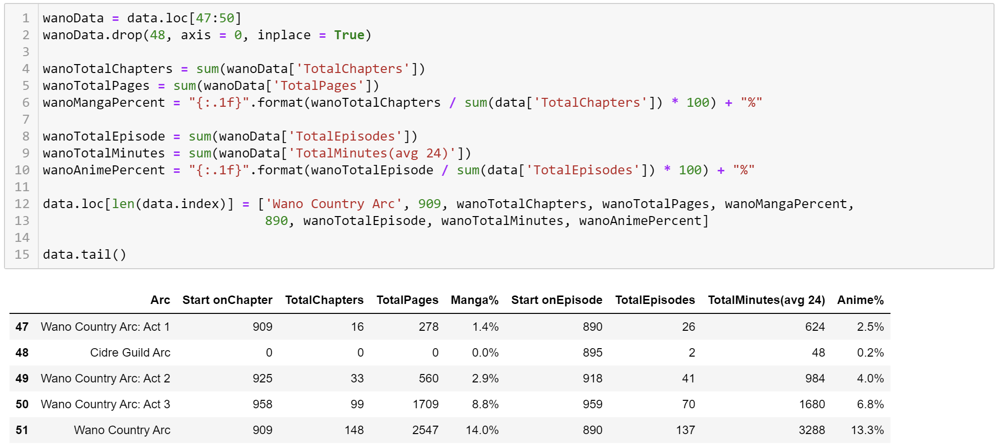 1 wanoData = data.loc[47:50]
2 wanoData.drop(48, axis = 0, inplace = True)
3
4 wanoTotalChapters = sum(wanoData['TotalChapters'])
5 wanoTotalPages = sum(wanoData['TotalPages'])
6 wanoMangaPercent = "{:.1f}".format(wanoTotalChapters / sum(data['TotalChapters']) * 100) + "%"
7
8 wanoTotalEpisode = sum(wanoData['TotalEpisodes'])
9 wanoTotalMinutes = sum(wanoData['TotalMinutes(avg 24)'])
10 wanoAnimePercent = "{:.1f}".format(wanoTotalEpisode / sum(data['TotalEpisodes']) * 100) + "%"
11
12 data.loc[len(data.index)] = ['Wano Country Arc', 909, wanoTotalChapters, wanoTotalPages, wanoMangaPercent,
13 890, wanoTotalEpisode, wanoTotalMinutes, wanoAnimePercent]
14
15 data.tail()
Arc Start onChapter TotalChapters TotalPages Manga% Start onEpisode TotalEpisodes TotalMinutes(avg 24) Anime%
47 Wano Country Arc: Act 1 909 16 278 1.4% 890 26 624 2.5%
48 Cidre Guild Arc 0 0 0 0.0% 895 2 48 0.2%
49 Wano Country Arc: Act 2 925 33 560 2.9% 918 41 984 4.0%
50 Wano Country Arc: Act 3 958 99 1709 8.8% 959 70 1680 6.8%
51 Wano Country Arc 909 148 2547 14.0% 890 137 3288 13.3%